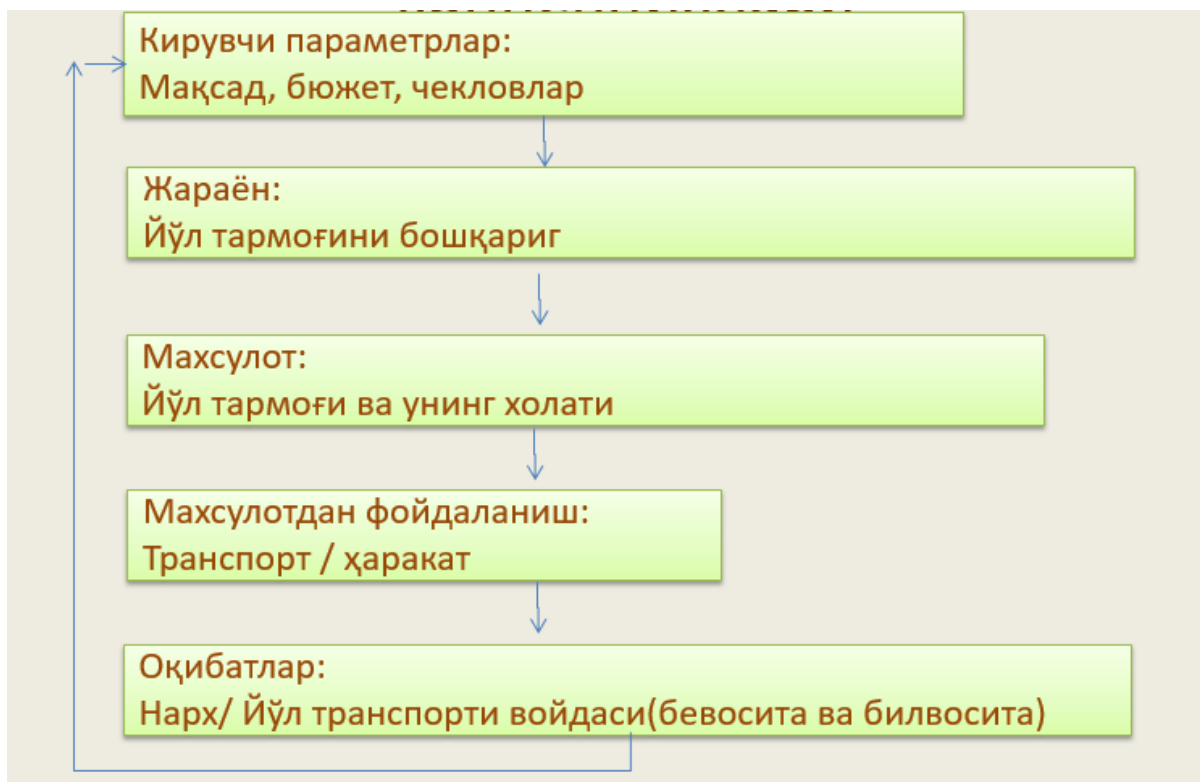 Кирувчи параметрлар:
Мақсад, бюжет, чекловлар
Жараён:
Йўл тармоғини бошқариг
Махсулот:
Йўл тармоғи ва унинг холати
Махсулотдан фойдаланиш:
Транспорт / ҳаракат
Оқибатлар:
Нарх/ Йўл транспорти войдаси(бевосита ва билвосита)